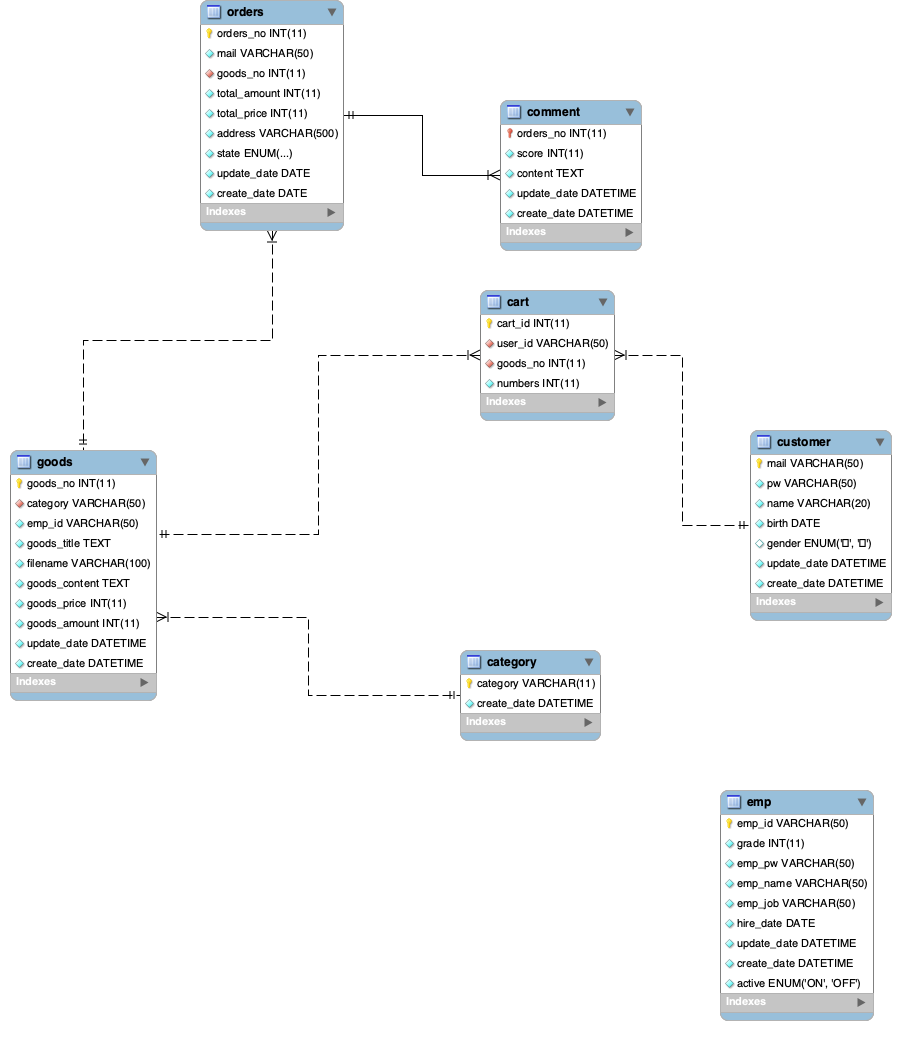 orders
orders_no INT(11)
mail VARCHAR(50)
goods_no INT(11)
total_amount INT(11)
total_price INT(11)
address VARCHAR(500)
state ENUM(...)
update_date DATE
create_date DATE
Indexes
comment
orders_no INT(11)
score INT(11)
content TEXT
update_date DATETIME
create_date DATETIME
Indexes
cart
cart_id INT(11)
user_id VARCHAR(50)
goods_no INT(11)
numbers INT(11)
Indexes
customer
mail VARCHAR(50)
pw VARCHAR(50)
name VARCHAR(20)
birth DATE
gender ENUM('□', '□')
update_date DATETIME
create_date DATETIME
Indexes
goods
goods_no INT(11)
category VARCHAR(50)
emp_id VARCHAR(50)
goods_title TEXT
filename VARCHAR(100)
goods_content TEXT
goods_price INT(11)
goods_amount INT(11)
update_date DATETIME
create_date DATETIME
Indexes
category
category VARCHAR(11)
create_date DATETIME
Indexes
emp
emp_id VARCHAR(50)
grade INT(11)
emp_pw VARCHAR(50)
emp_name VARCHAR(50)
emp_job VARCHAR(50)
hire_date DATE
update_date DATETIME
create_date DATETIME
active ENUM('ON', 'OFF')
Indexes